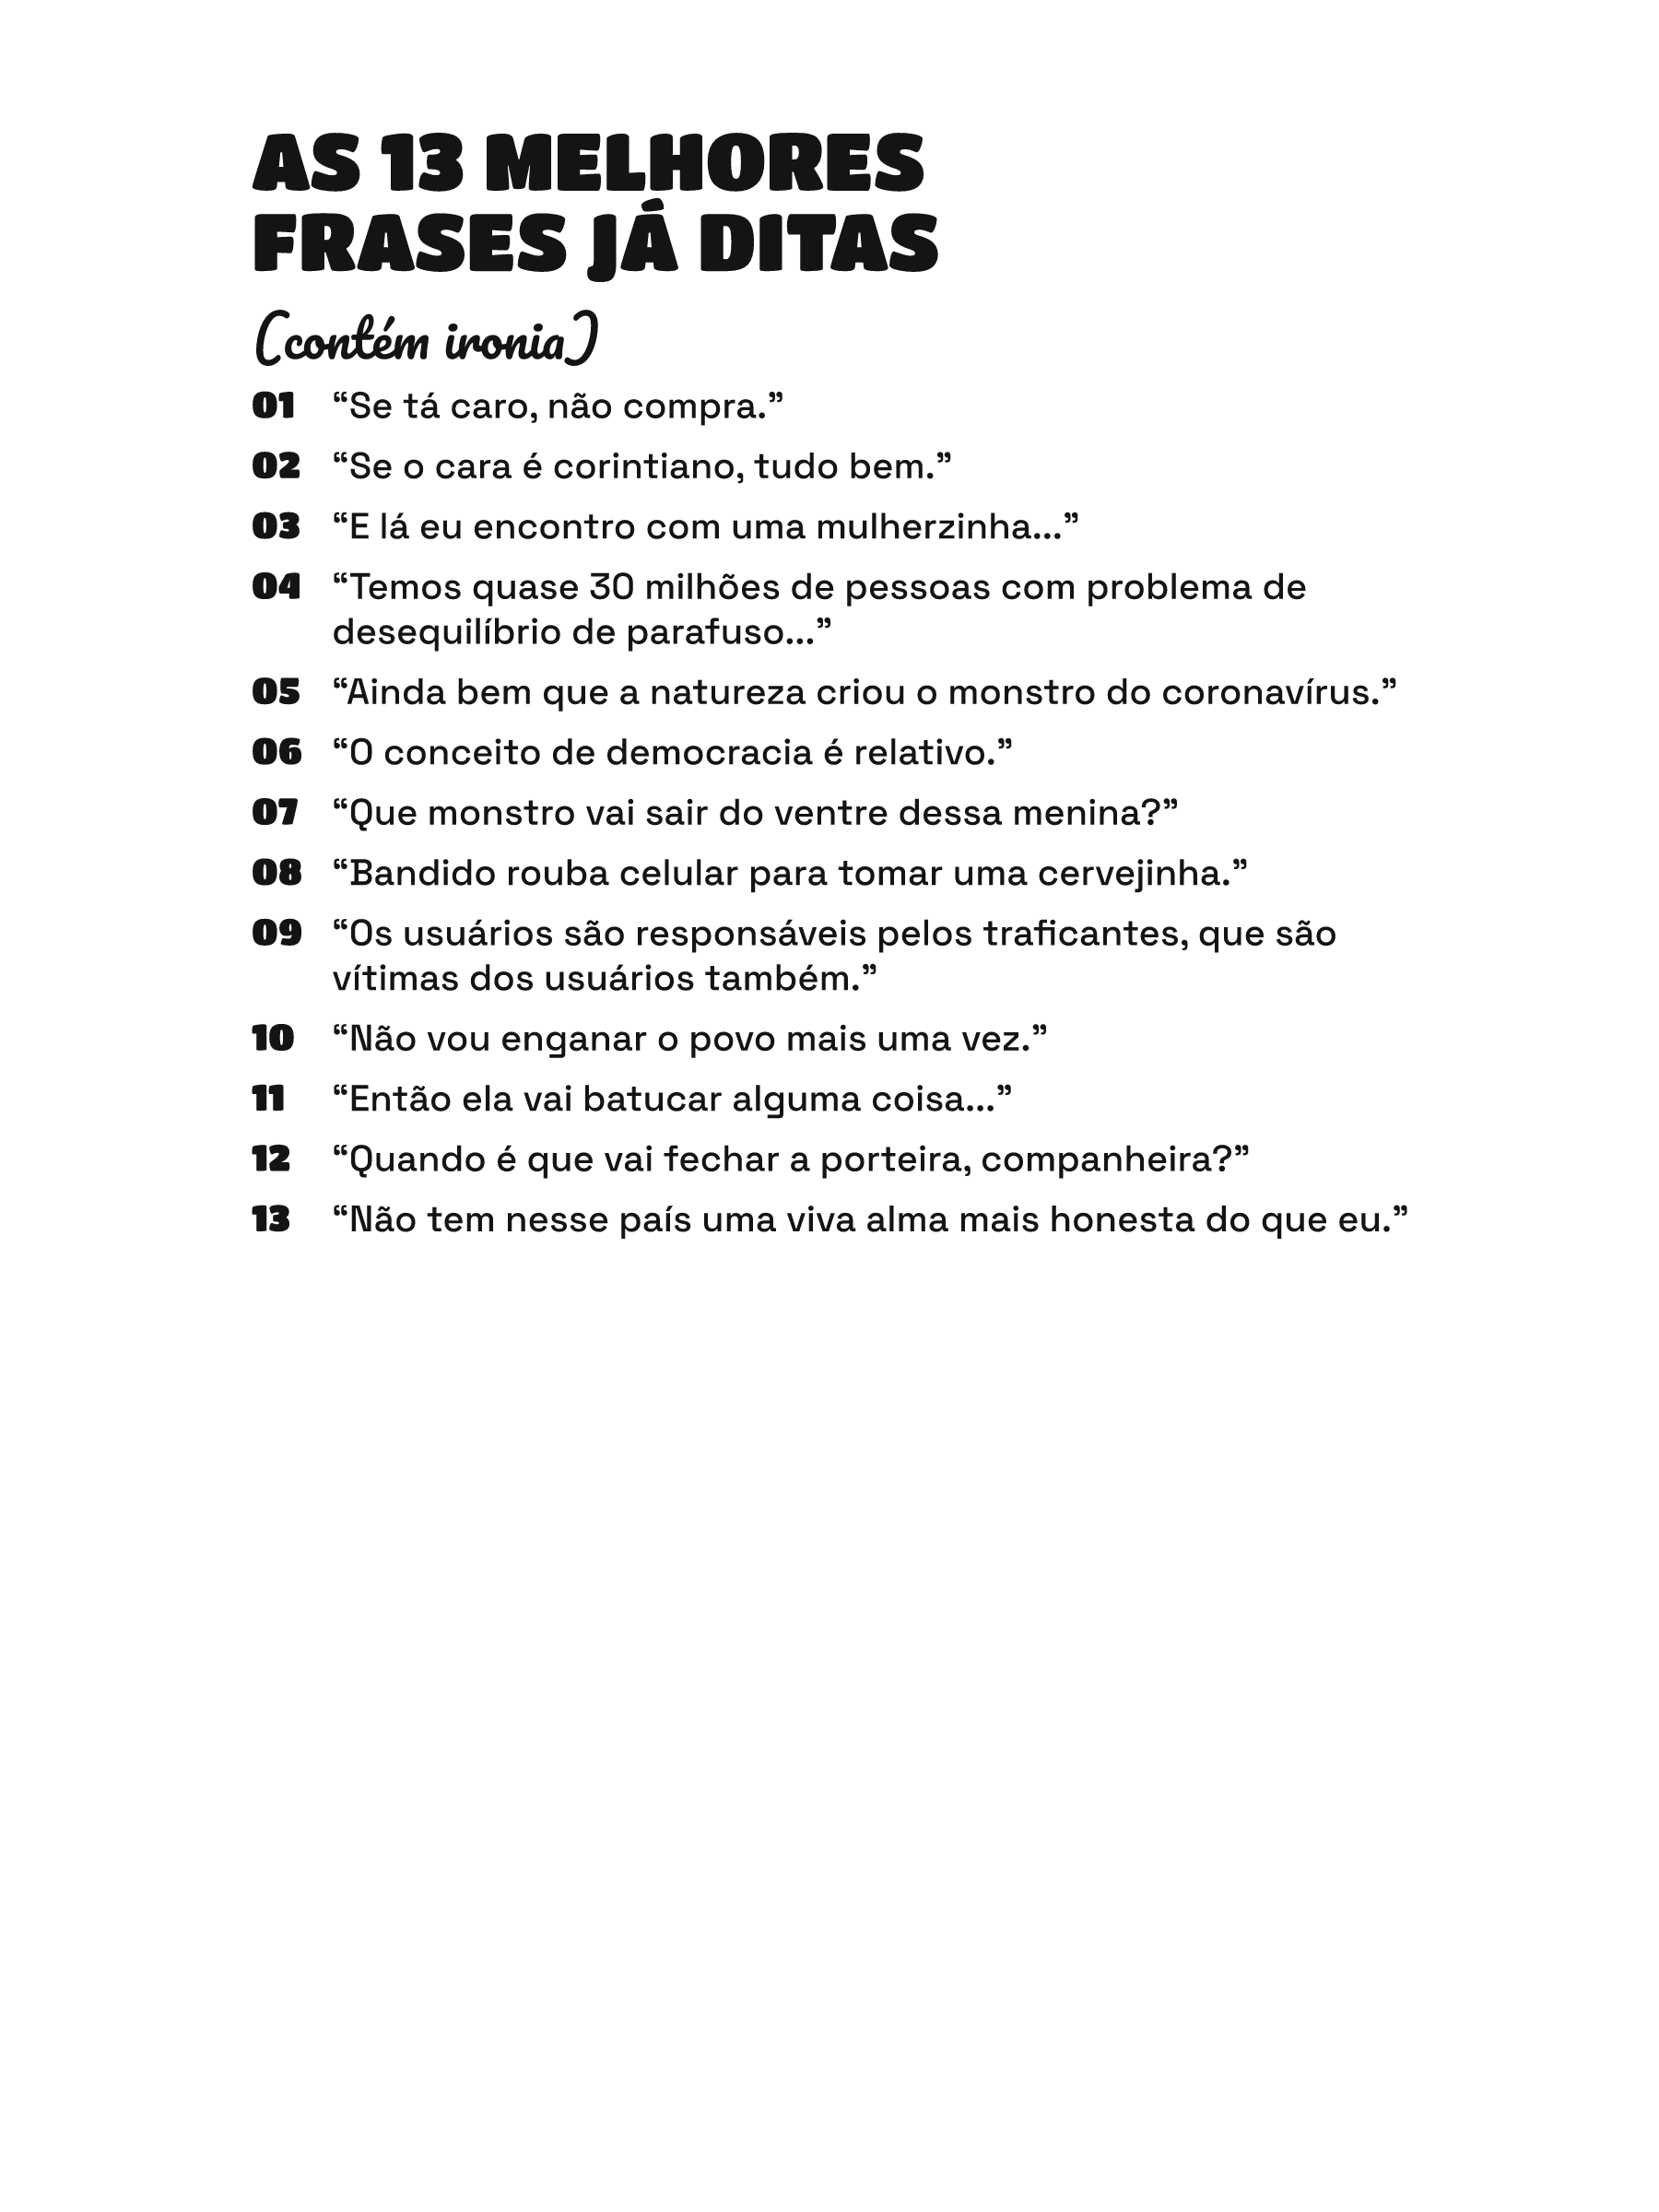 AS 13 MELHORES
FRASES JÁ DITAS
(contém ironia)
01 “Se tá caro, não compra.”
02 “Se o cara é corintiano, tudo bem.”
03 “E lá eu encontro com uma mulherzinha...”
04 “Temos quase 30 milhões de pessoas com problema de
desequilíbrio de parafuso...”
05 “Ainda bem que a natureza criou o monstro do coronavírus.”
06 “O conceito de democracia é relativo.”
07 “Que monstro vai sair do ventre dessa menina?”
08 “Bandido rouba celular para tomar uma cervejinha.”
09 “Os usuários são responsáveis pelos traficantes, que são
vítimas dos usuários também.”
10 “Não vou enganar o povo mais uma vez.”
11 “Então ela vai batucar alguma coisa...”
12 “Quando é que vai fechar a porteira, companheira?”
13 “Não tem nesse país uma viva alma mais honesta do que eu.”